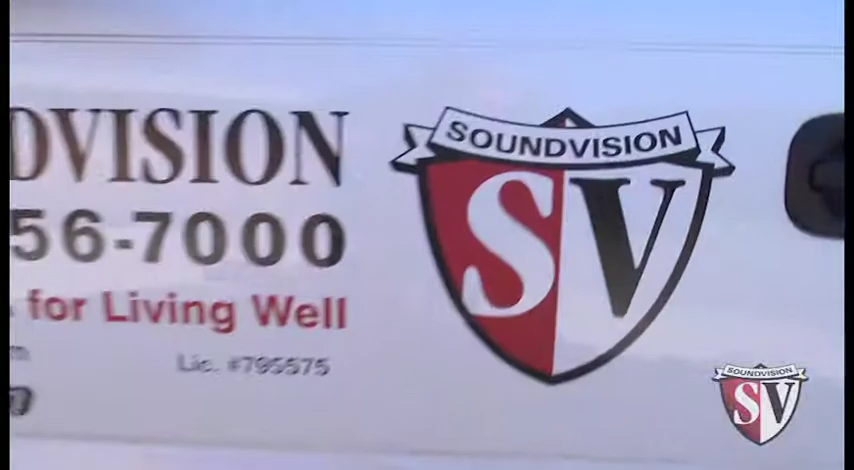 DVISION
56-7000
for Living Well
Lic. #795575
SOUNDVISION
SV
SOUNDVISION
SV